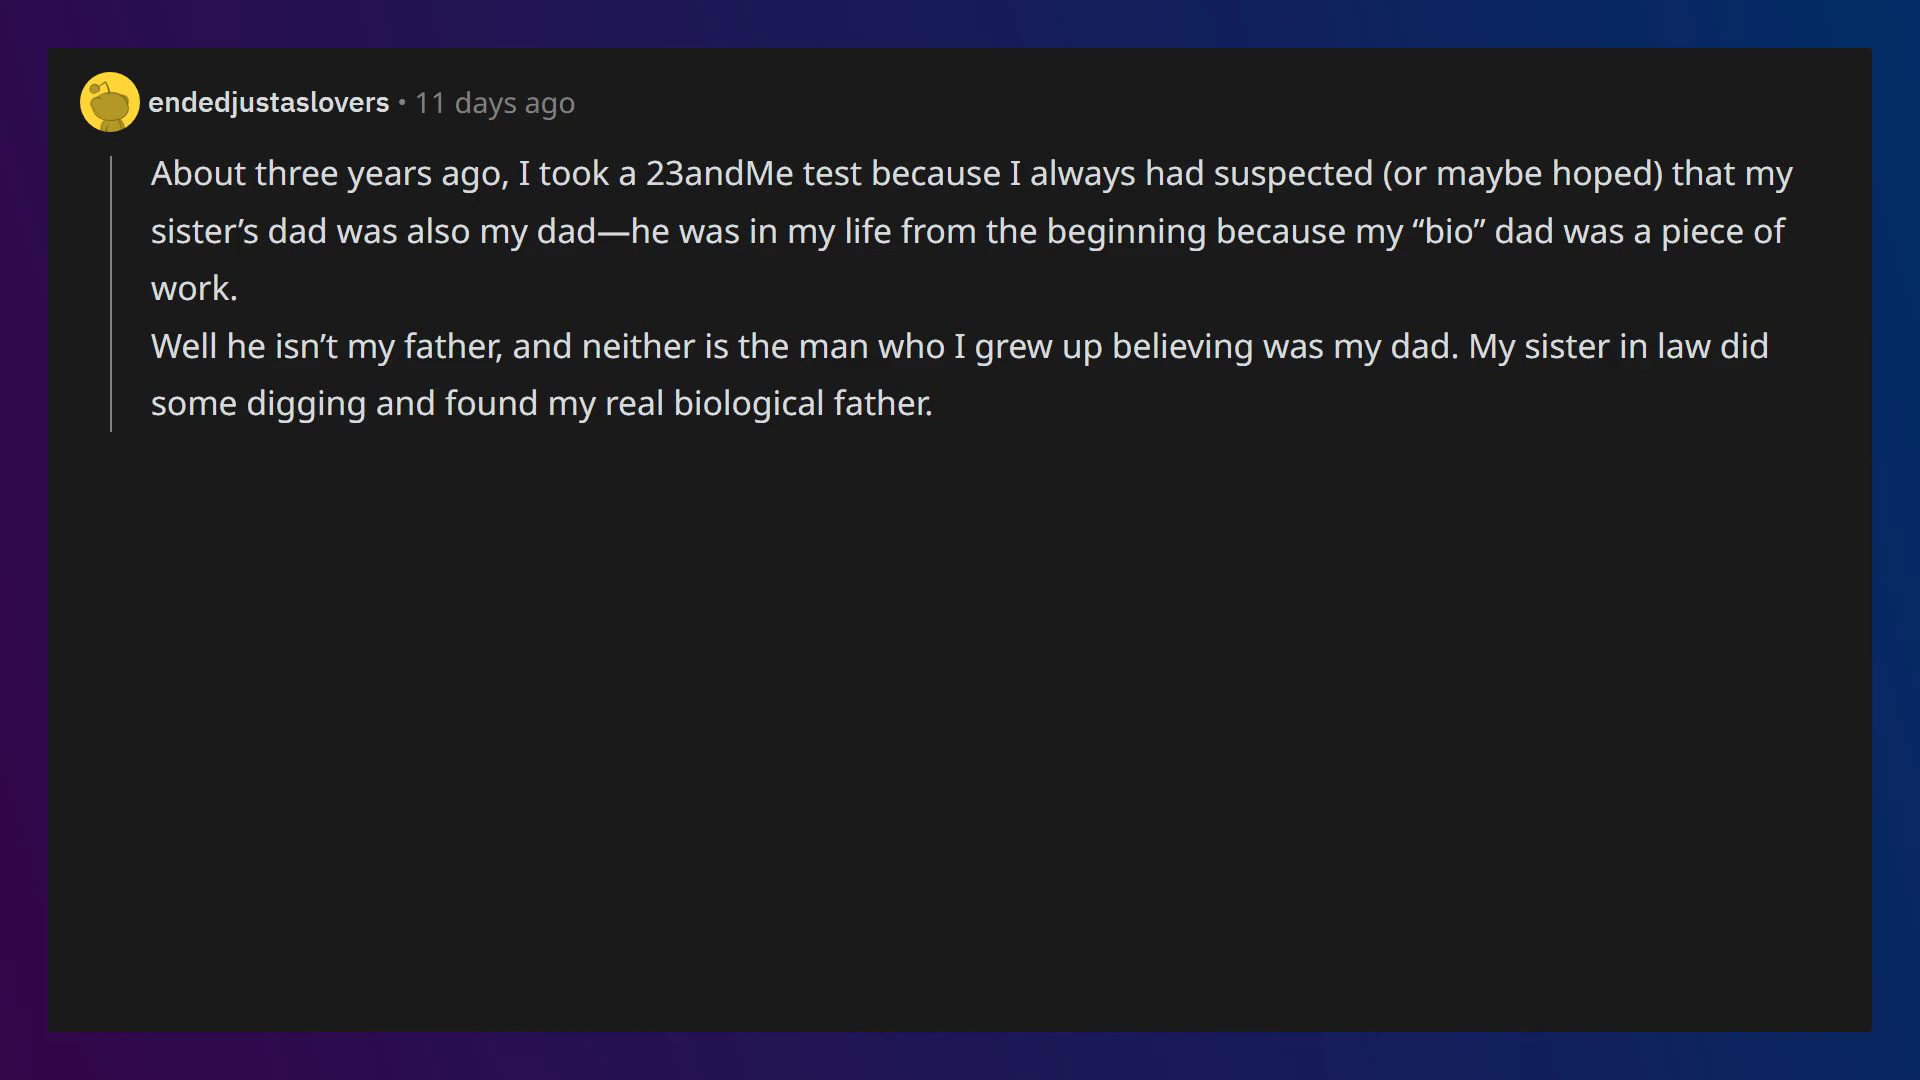 endedjustaslovers • 11 days ago
About three years ago, I took a 23andMe test because I always had suspected (or maybe hoped) that my
sister’s dad was also my dad—he was in my life from the beginning because my “bio” dad was a piece of
work.
Well he isn’t my father, and neither is the man who I grew up believing was my dad. My sister in law did
some digging and found my real biological father.